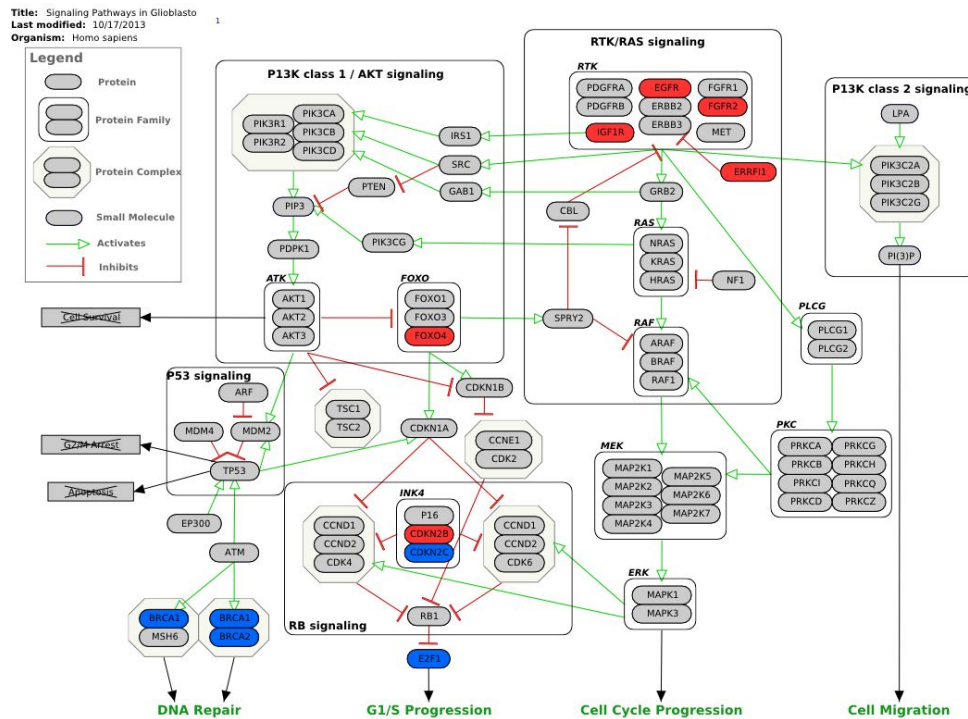 Title: Signaling Pathways in Glioblasto
Last modified: 10/17/2013
Organism: Homo sapiens
1
Legend
Protein
Protein Family
Protein Complex
Small Molecule
Activates
Inhibits
P13K class 1 / AKT signaling
PIK3R1
PIK3R2
PIK3CA
PIK3CB
PIK3CD
IRS1
SRC
GAB1
PTEN
PIP3
PDPK1
PIK3CG
ATK
AKT1
AKT2
AKT3
FOXO
FOXO1
FOXO3
FOXO4
RTK/RAS signaling
RTK
PDGFRA
PDGFRB
IGF1R
EGFR
ERBB2
ERBB3
FGFR1
FGFR2
MET
ERRFI1
CBL
GRB2
RAS
NRAS
KRAS
HRAS
NF1
SPRY2
RAF
ARAF
BRAF
RAF1
P13K class 2 signaling
LPA
PIK3C2A
PIK3C2B
PIK3C2G
PI(3)P
PLCG
PLCG1
PLCG2
PKC
PRKCA
PRKCB
PRKCI
PRKCD
PRKCG
PRKCH
PRKCQ
PRKCZ
Cell Survival
G2/M Arrest
Apoptosis
P53 signaling
ARF
MDM4
MDM2
TP53
EP300
ATM
TSC1
TSC2
CDKN1B
CDKN1A
CCNE1
CDK2
MEK
MAP2K1
MAP2K2
MAP2K3
MAP2K4
MAP2K5
MAP2K6
MAP2K7
ERK
MAPK1
MAPK3
INK4
P16
CDKN2B
CDKN2C
CCND1
CCND2
CDK4
CCND1
CCND2
CDK6
RB1
RB signaling
E2F1
BRCA1
MSH6
BRCA1
BRCA2
DNA Repair
G1/S Progression
Cell Cycle Progression
Cell Migration